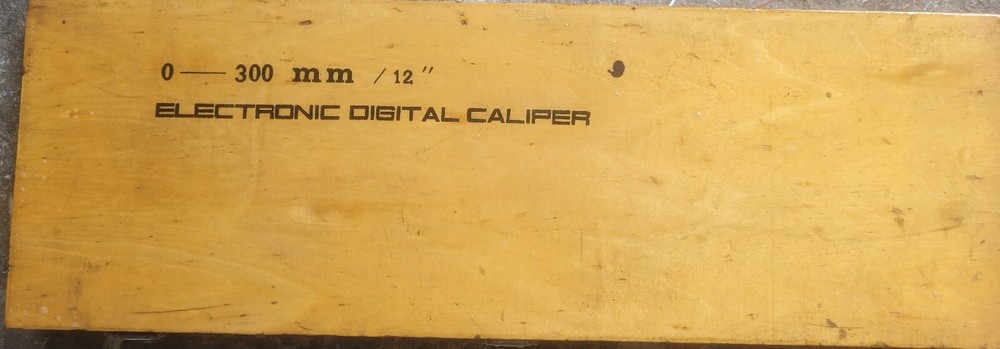 0 — 300 mm / 12"
ELECTRONIC DIGITAL CALIPER